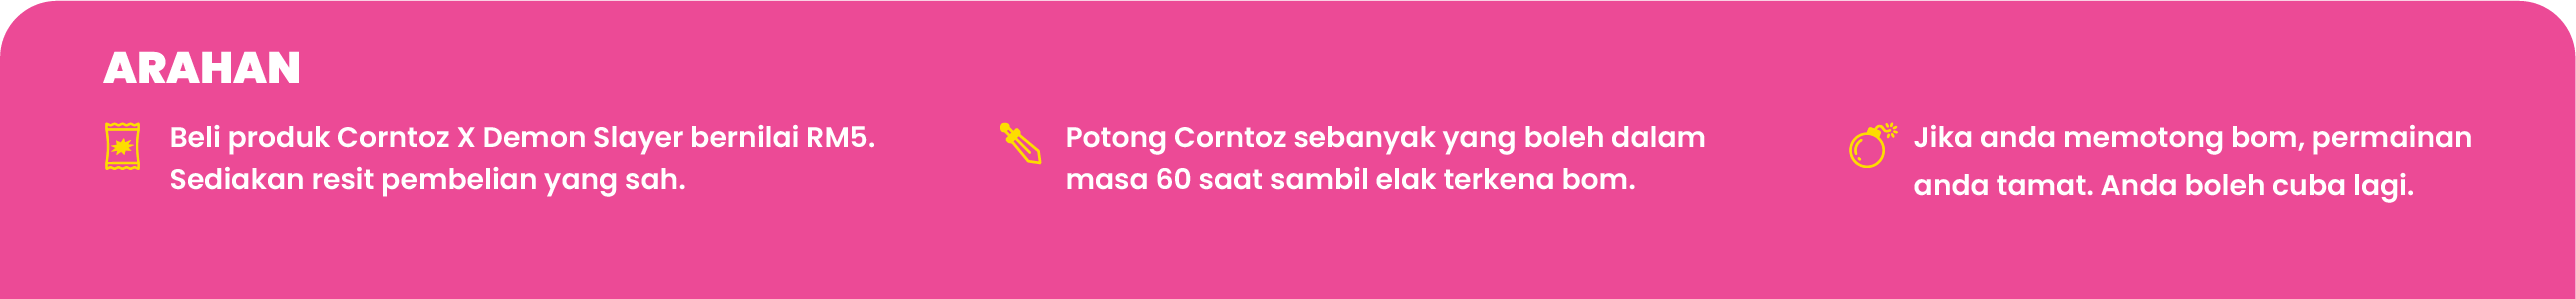 ARAHAN
Beli produk Corntoz X Demon Slayer bernilai RM5.
Sediakan resit pembelian yang sah.
Potong Corntoz sebanyak yang boleh dalam
masa 60 saat sambil elak terkena bom.
Jika anda memotong bom, permainan
anda tamat. Anda boleh cuba lagi.